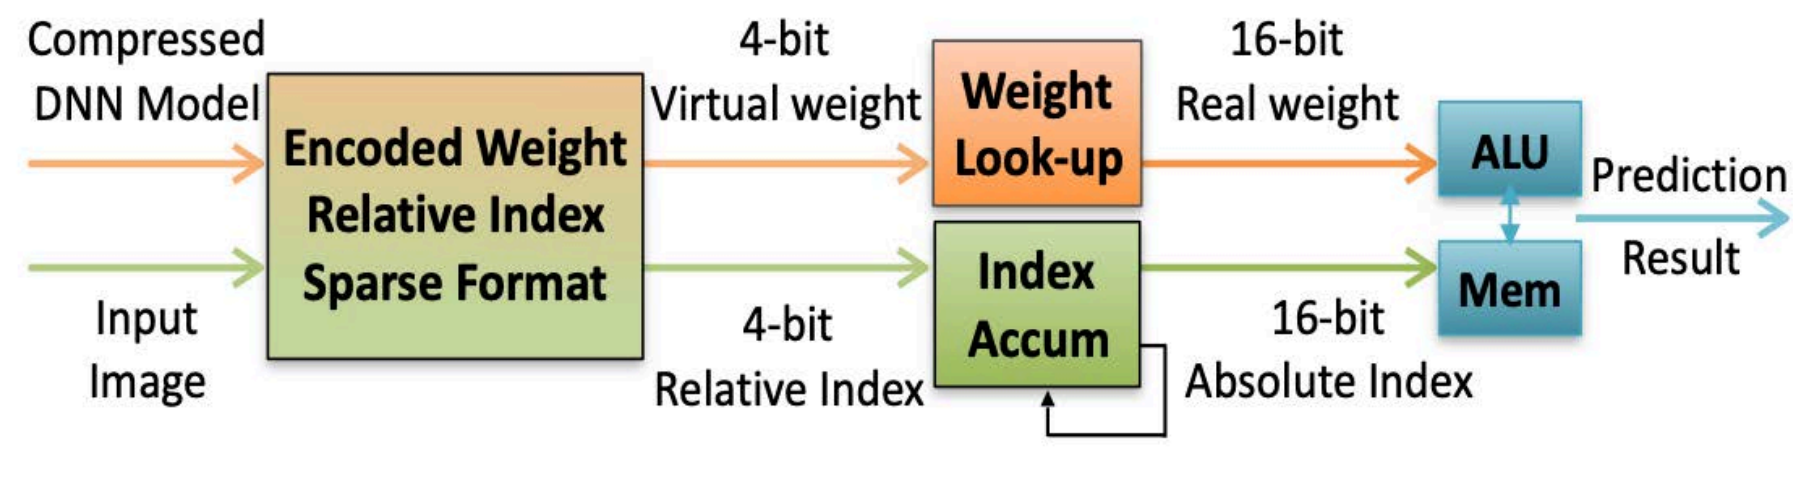 Compressed
DNN Model
Input
Image
Encoded Weight
Relative Index
Sparse Format
4-bit
Virtual weight
4-bit
Relative Index
Weight
Look-up
Index
Accum
16-bit
Real weight
16-bit
Absolute Index
ALU
Mem
Prediction
Result